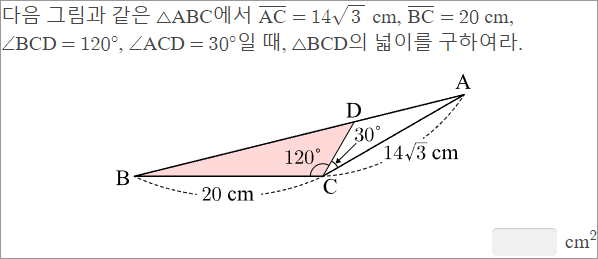 다음 그림과 같은 △ABC에서 \overline{AC} = 14√3 cm, \overline{BC} = 20 cm,
∠BCD = 120°, ∠ACD = 30°일 때, △BCD의 넓이를 구하여라.
A
D
30°
120°
14√3 cm
B
C
20 cm
cm²